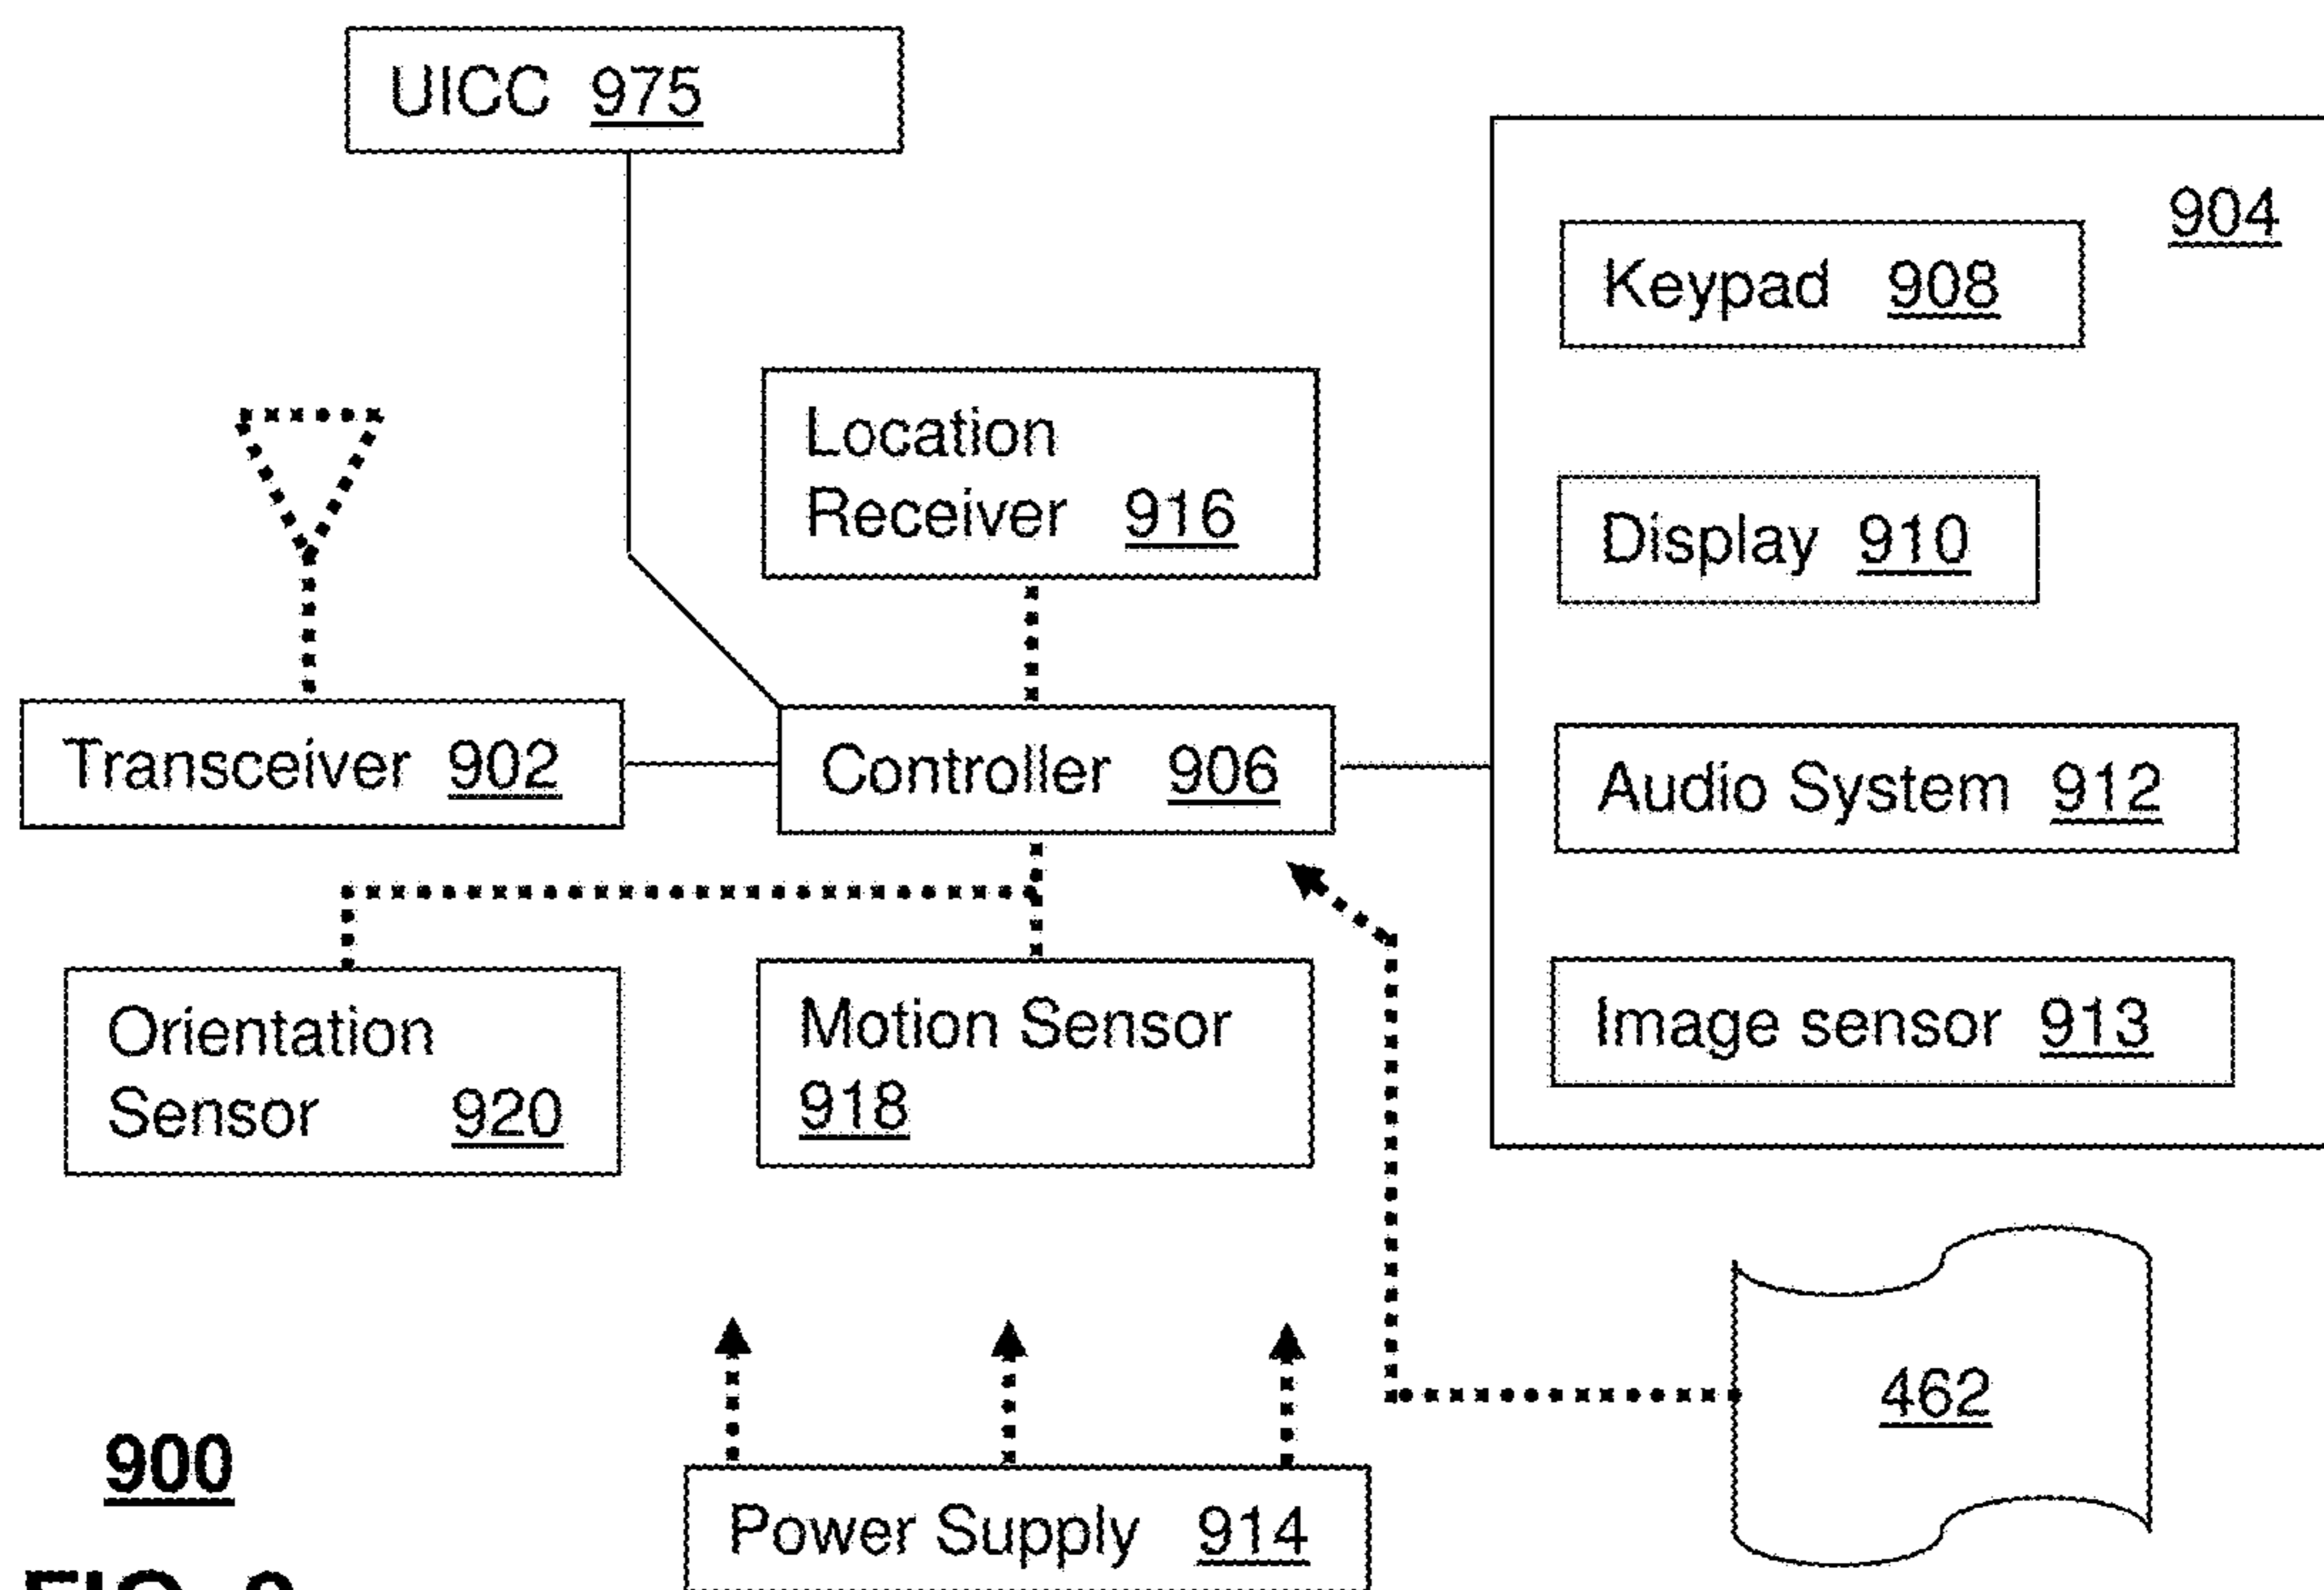 UICC 975
904
Keypad 908
Location
Receiver 916
Display 910
Transceiver 902
Controller 906
Audio System 912
Orientation
Sensor 920
Motion Sensor
918
Image sensor 913
462
900
Power Supply 914